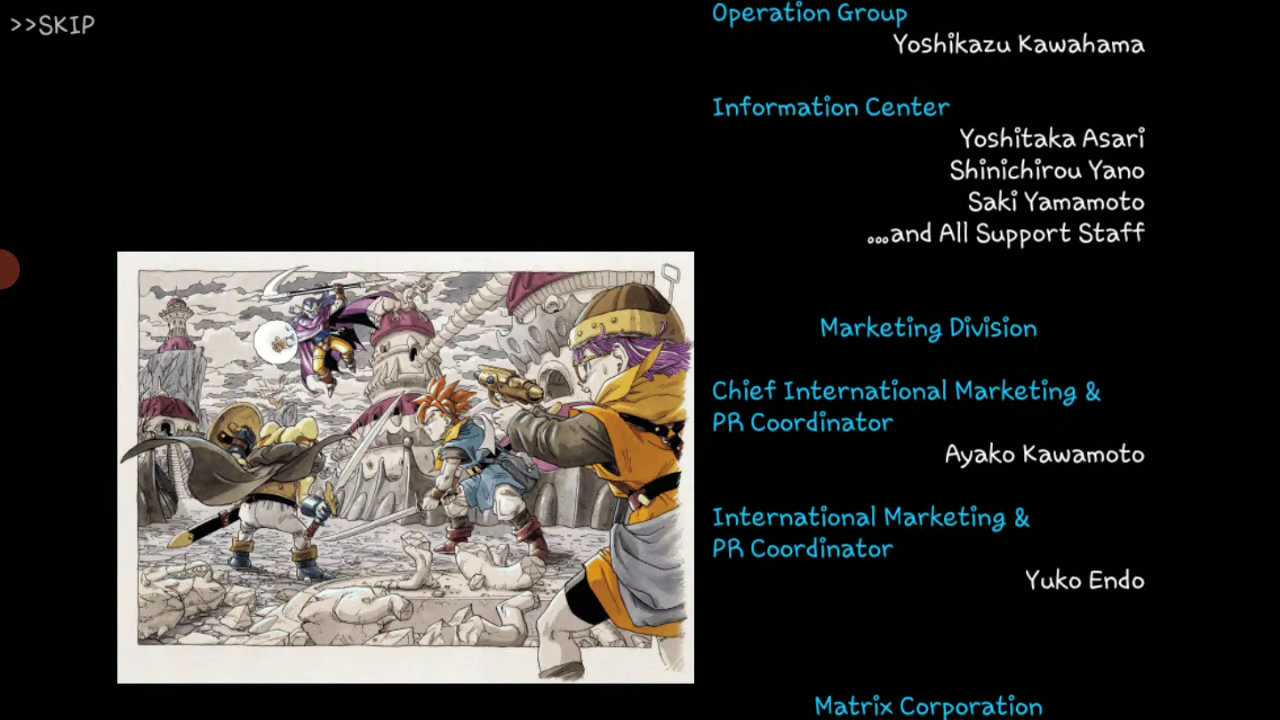 >>SKIP
Operation Group
Yoshikazu Kawahama
Information Center
Yoshitaka Asari
Shinichirou Yano
Saki Yamamoto
...and All Support Staff
Marketing Division
Chief International Marketing &
PR Coordinator
Ayako Kawamoto
International Marketing &
PR Coordinator
Yuko Endo
Matrix Corporation